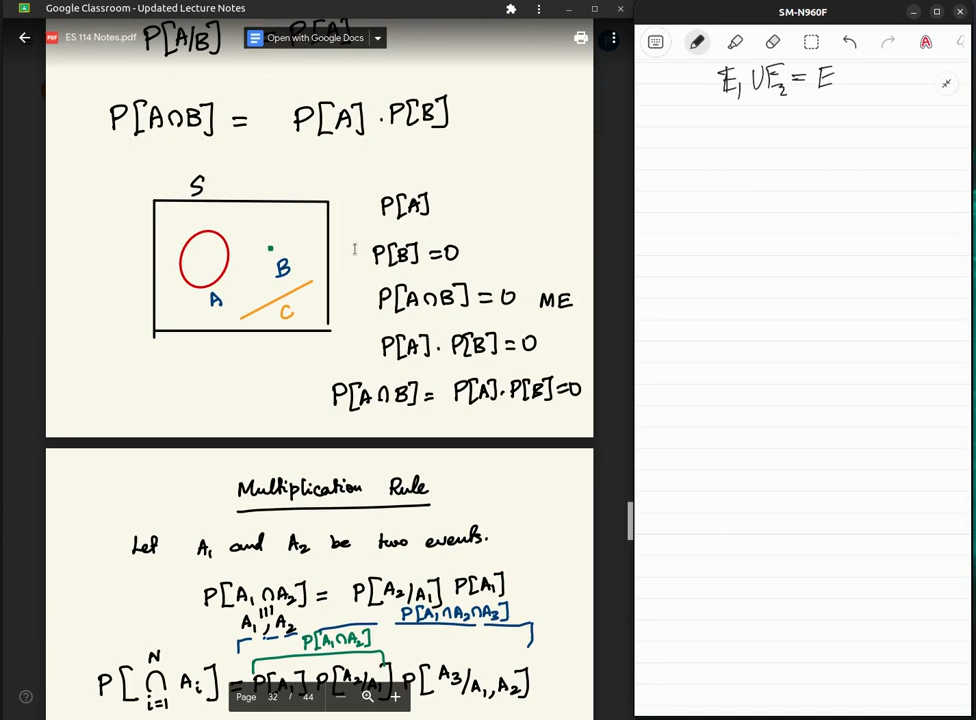 Google Classroom - Updated Lecture Notes
ES 114 Notes.pdf
Open with Google Docs
P[A/B]
P[A∩B] = P[A] . P[B]
S
A
B
C
P[A]
P[B] = 0
P[A∩B] = 0 ME
P[A] . P[B] = 0
P[A∩B] = P[A] . P[B] = 0
Multiplication Rule
Let A₁ and A₂ be two events.
P[A₁∩A₂] = P[A₂/A₁] P[A₁]
A₁, A₂
P[A₁∩A₂∩A₃]
P[A₁∩A₂]
N
P[ ∩ Aᵢ] = P[A₁] P[A₂/A₁] P[A₃/A₁,A₂]
i=1
Page 32 / 44
SM-N960F
E₁ ∪ E₂ = E